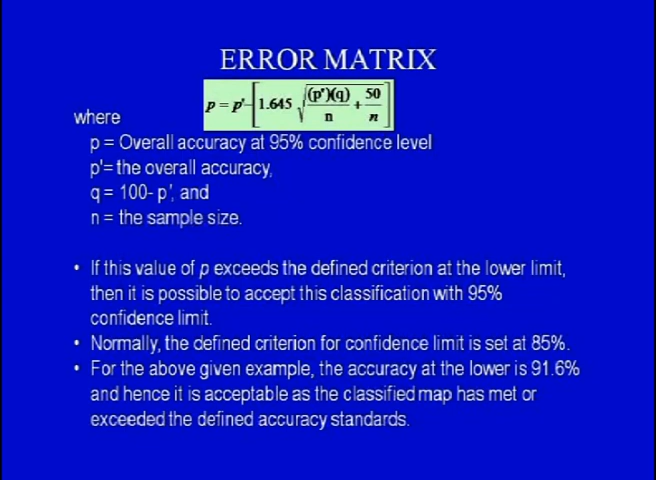 ERROR MATRIX
p = p' - [1.645 √((p')(q)/n) + 50/n]
where
p = Overall accuracy at 95% confidence level
p'= the overall accuracy,
q = 100- p', and
n = the sample size.
• If this value of p exceeds the defined criterion at the lower limit,
then it is possible to accept this classification with 95%
confidence limit.
• Normally, the defined criterion for confidence limit is set at 85%.
• For the above given example, the accuracy at the lower is 91.6%
and hence it is acceptable as the classified map has met or
exceeded the defined accuracy standards.